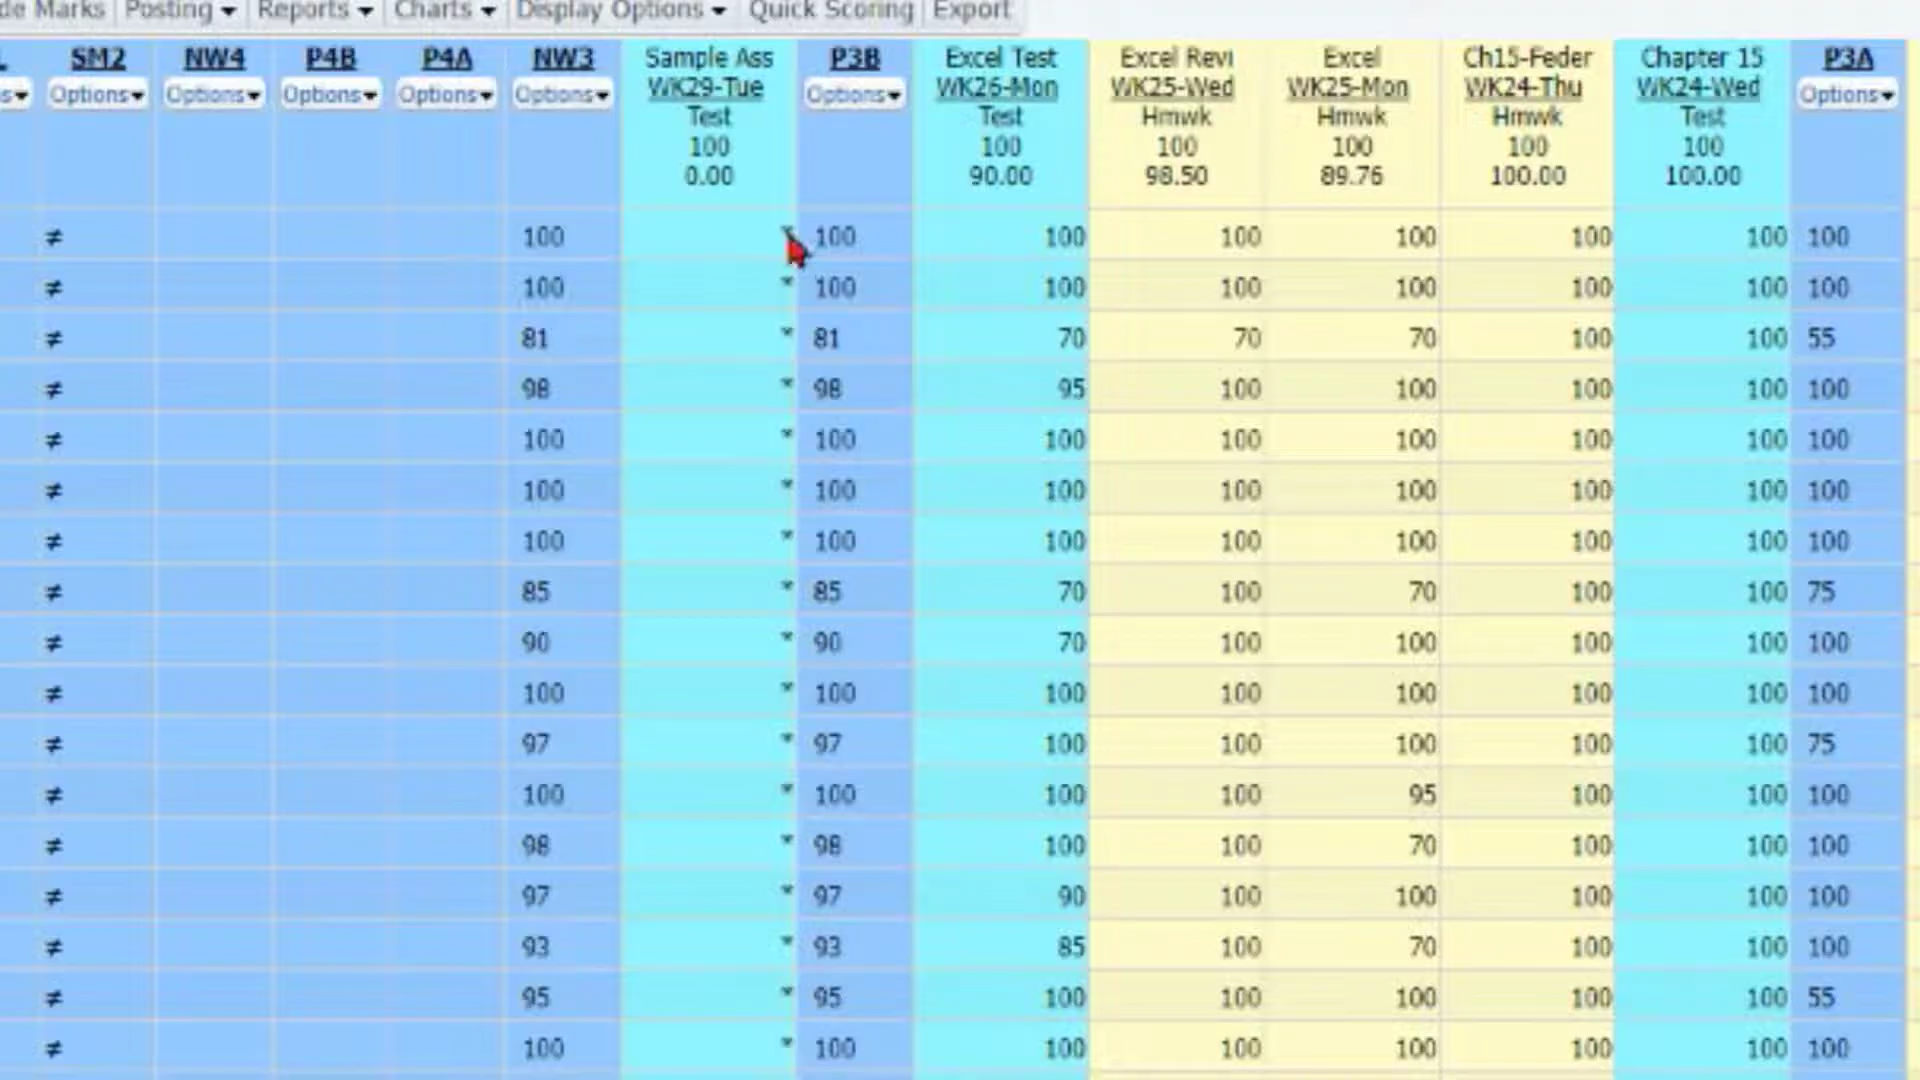 de Marks Posting Reports Charts Display Options Quick Scoring Export
SM2 NW4 P4B P4A NW3 Sample Ass P3B Excel Test Excel Revi Excel Ch15-Feder Chapter 15 P3A
Options Options Options Options Options WK29-Tue Options WK26-Mon WK25-Wed WK25-Mon WK24-Thu WK24-Wed Options
Test Test Hmwk Hmwk Hmwk Test
100 100 100 100 100 100
0.00 90.00 98.50 89.76 100.00 100.00
≠ 100 * 100 100 100 100 100 100 100
≠ 100 * 100 100 100 100 100 100 100
≠ 81 * 81 70 70 70 100 100 55
≠ 98 * 98 95 100 100 100 100 100
≠ 100 * 100 100 100 100 100 100 100
≠ 100 * 100 100 100 100 100 100 100
≠ 100 * 100 100 100 100 100 100 100
≠ 85 * 85 70 100 70 100 100 75
≠ 90 * 90 70 100 100 100 100 100
≠ 100 * 100 100 100 100 100 100 100
≠ 97 * 97 100 100 100 100 100 75
≠ 100 * 100 100 100 95 100 100 100
≠ 98 * 98 100 100 70 100 100 100
≠ 97 * 97 90 100 100 100 100 100
≠ 93 * 93 85 100 70 100 100 100
≠ 95 * 95 100 100 100 100 100 55
≠ 100 * 100 100 100 100 100 100 100